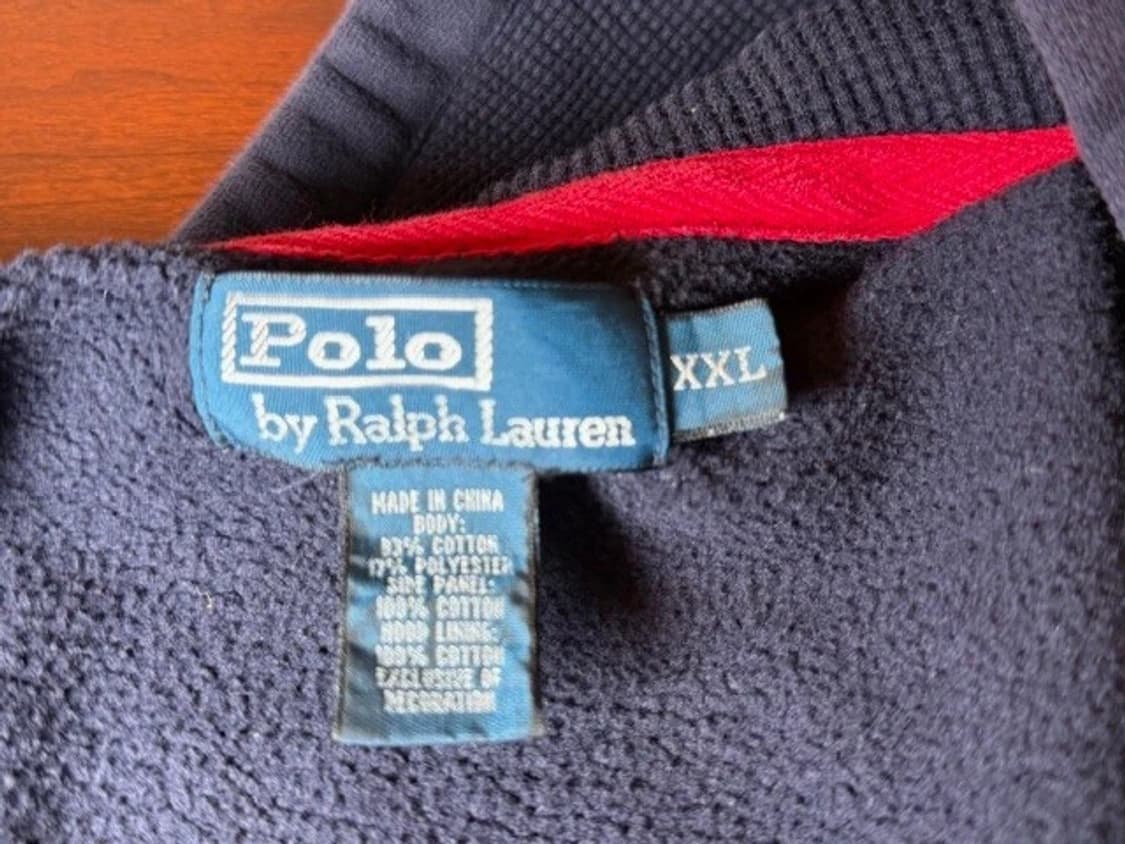 Polo
by Ralph Lauren
XXL
MADE IN CHINA
BODY:
83% COTTON
17% POLYESTER
SIDE PANEL:
100% COTTON
HOOD LINING:
100% COTTON
EXCLUSIVE OF
DECORATION